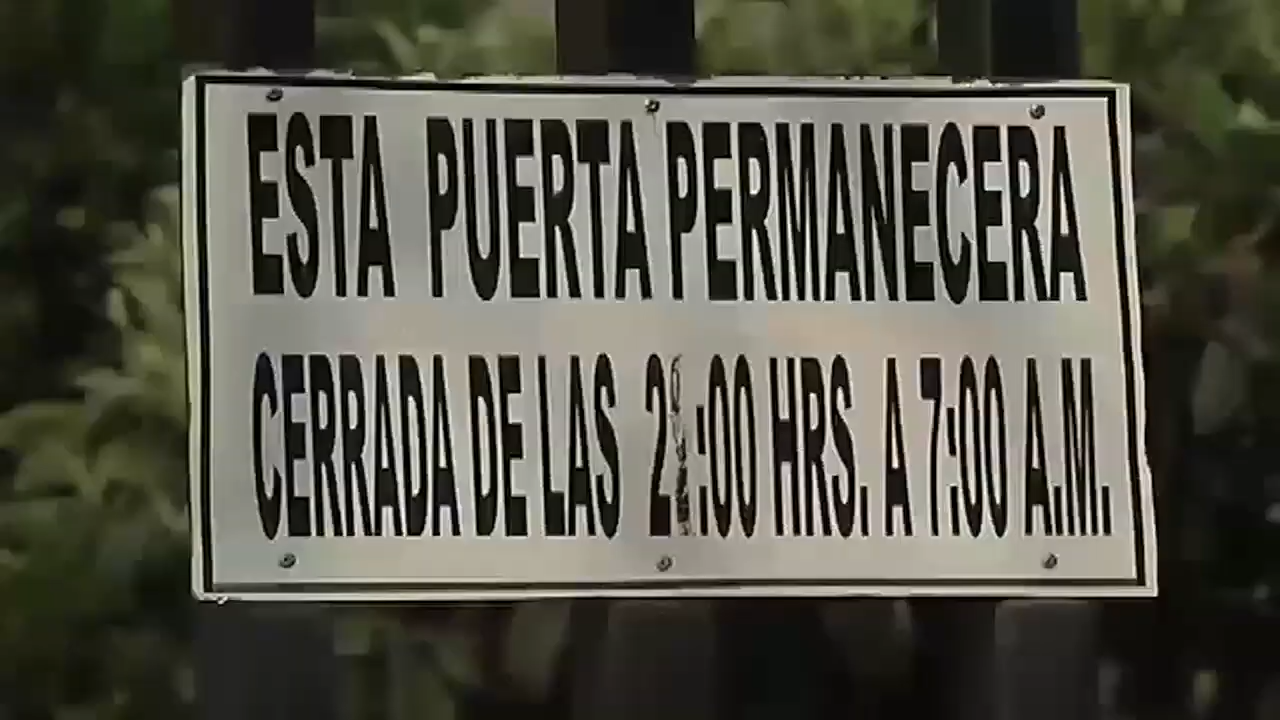 ESTA PUERTA PERMANECERA
CERRADA DE LAS HRS. A 7:00 A.M.